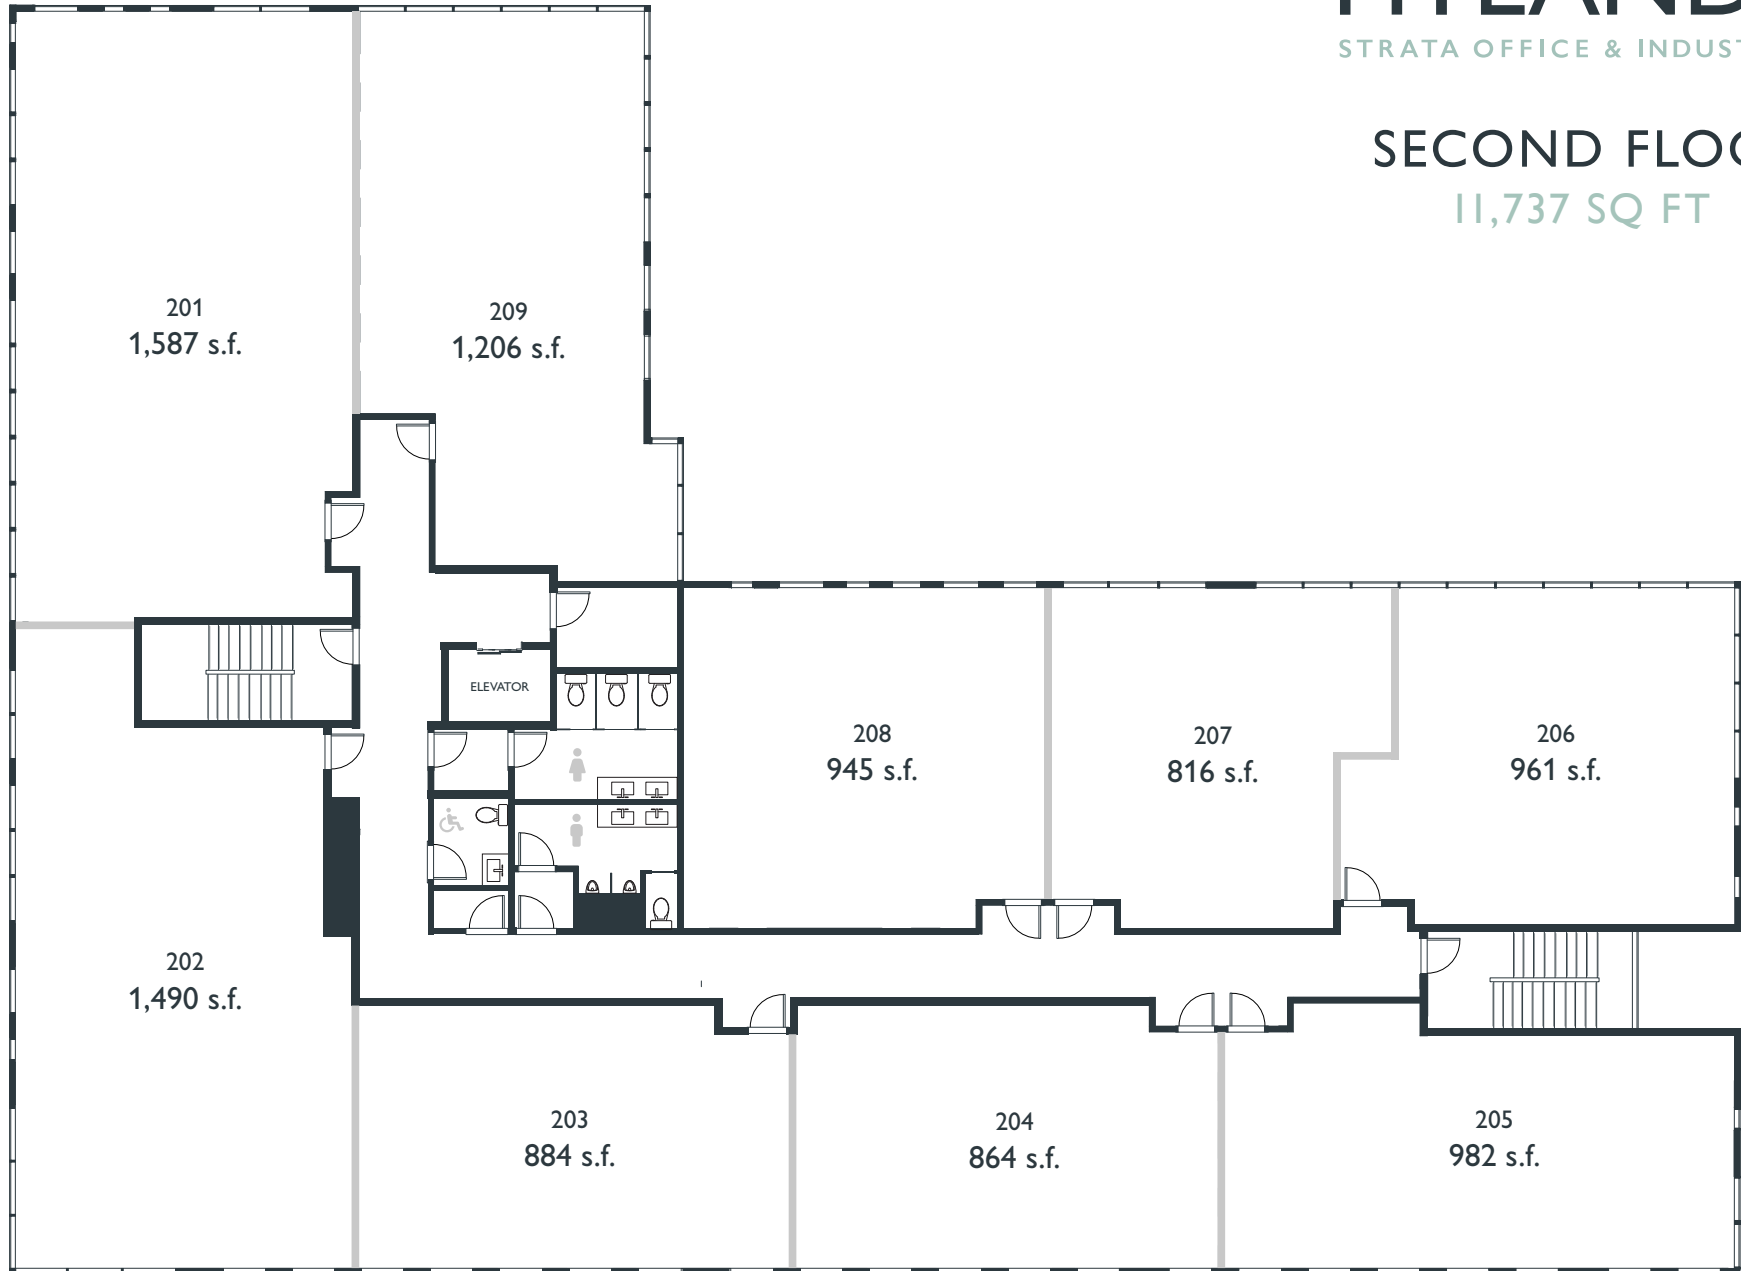 STRATA OFFICE & INDUST
SECOND FLOO
11,737 SQ FT
201
1,587 s.f.
209
1,206 s.f.
ELEVATOR
208
945 s.f.
207
816 s.f.
206
961 s.f.
202
1,490 s.f.
203
884 s.f.
204
864 s.f.
205
982 s.f.